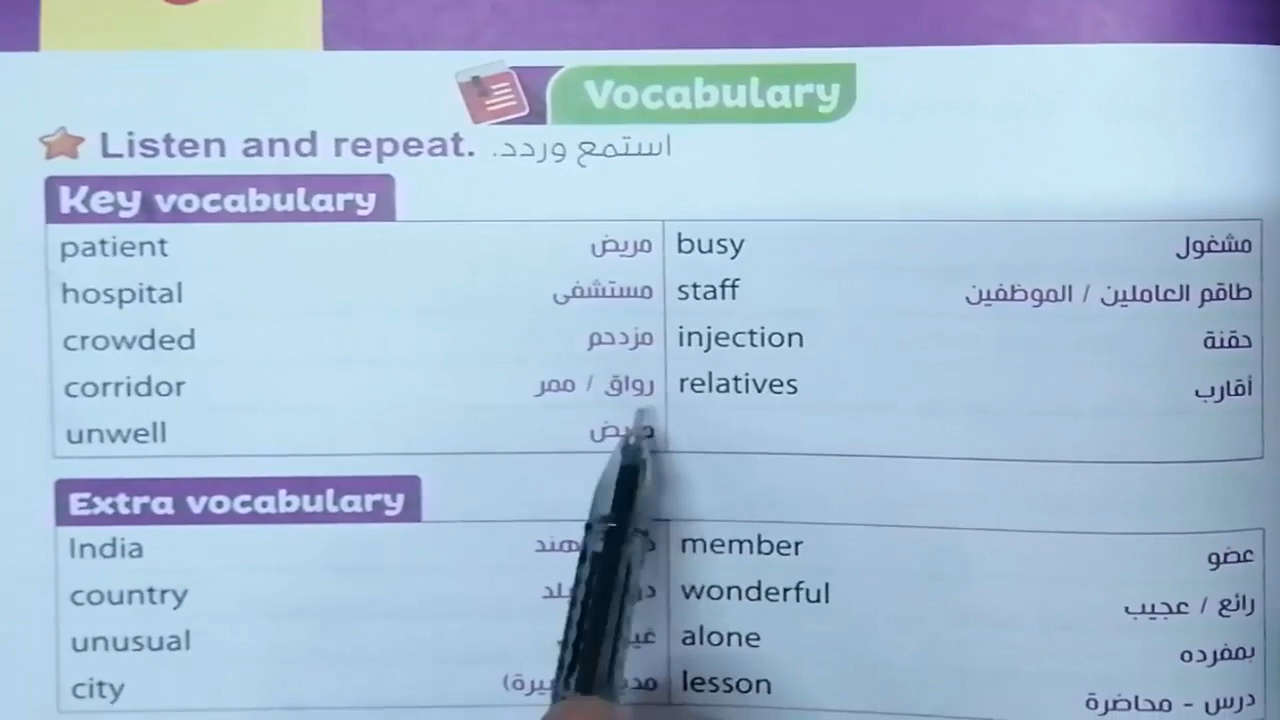 Vocabulary
Listen and repeat. استمع وردد.
Key vocabulary
patient مريض busy مشغول
hospital مستشفى staff طاقم العاملين / الموظفين
crowded مزدحم injection حقنة
corridor رواق / ممر relatives أقارب
unwell مريض
Extra vocabulary
India member عضو
country wonderful رائع / عجيب
unusual alone بمفرده
city lesson درس - محاضرة